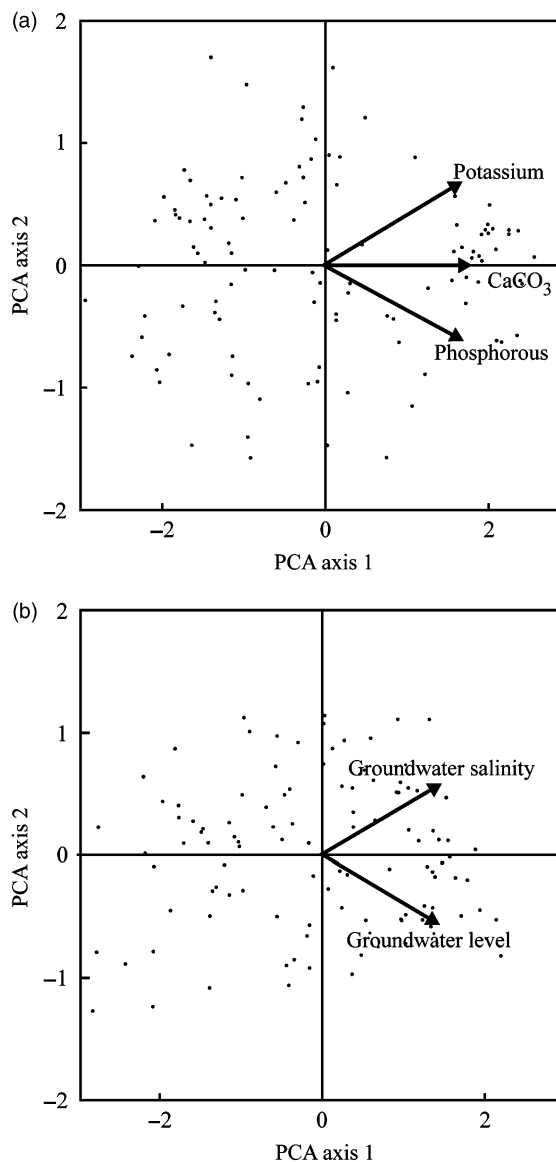 (a)
2
1
0
−1
−2
PCA axis 2
Potassium
CaCO3
Phosphorous
−2
0
2
PCA axis 1
(b)
2
1
0
−1
−2
PCA axis 2
Groundwater salinity
Groundwater level
−2
0
2
PCA axis 1